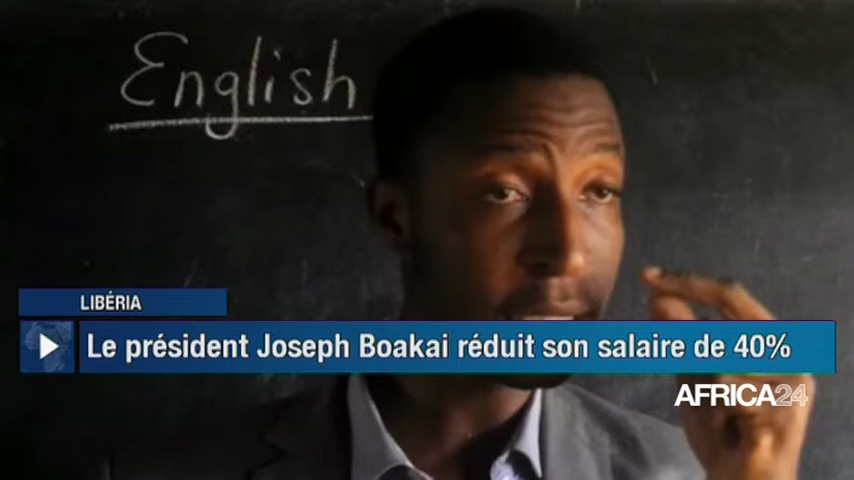 English
LIBÉRIA
Le président Joseph Boakai réduit son salaire de 40%
AFRICA24